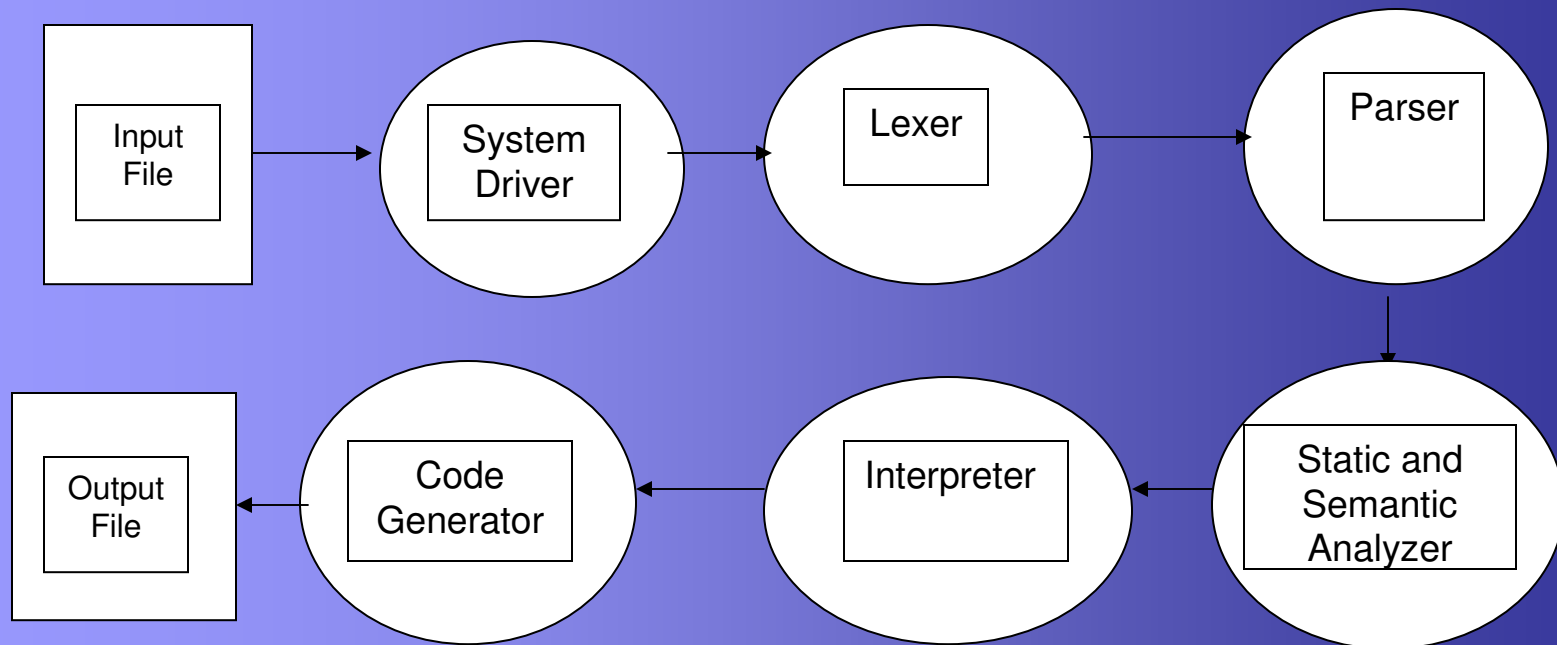 Input
File
System
Driver
Lexer
Parser
Static and
Semantic
Analyzer
Interpreter
Code
Generator
Output
File